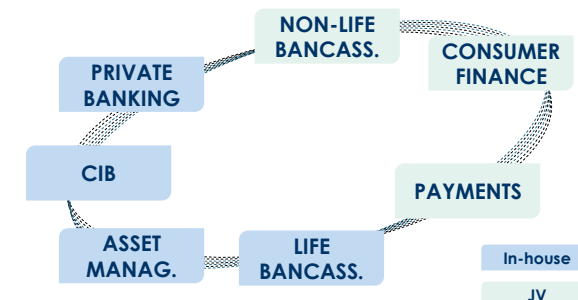 NON-LIFE
BANCASS.
CONSUMER
FINANCE
PRIVATE
BANKING
CIB
PAYMENTS
ASSET
MANAG.
LIFE
BANCASS.
In-house
JV